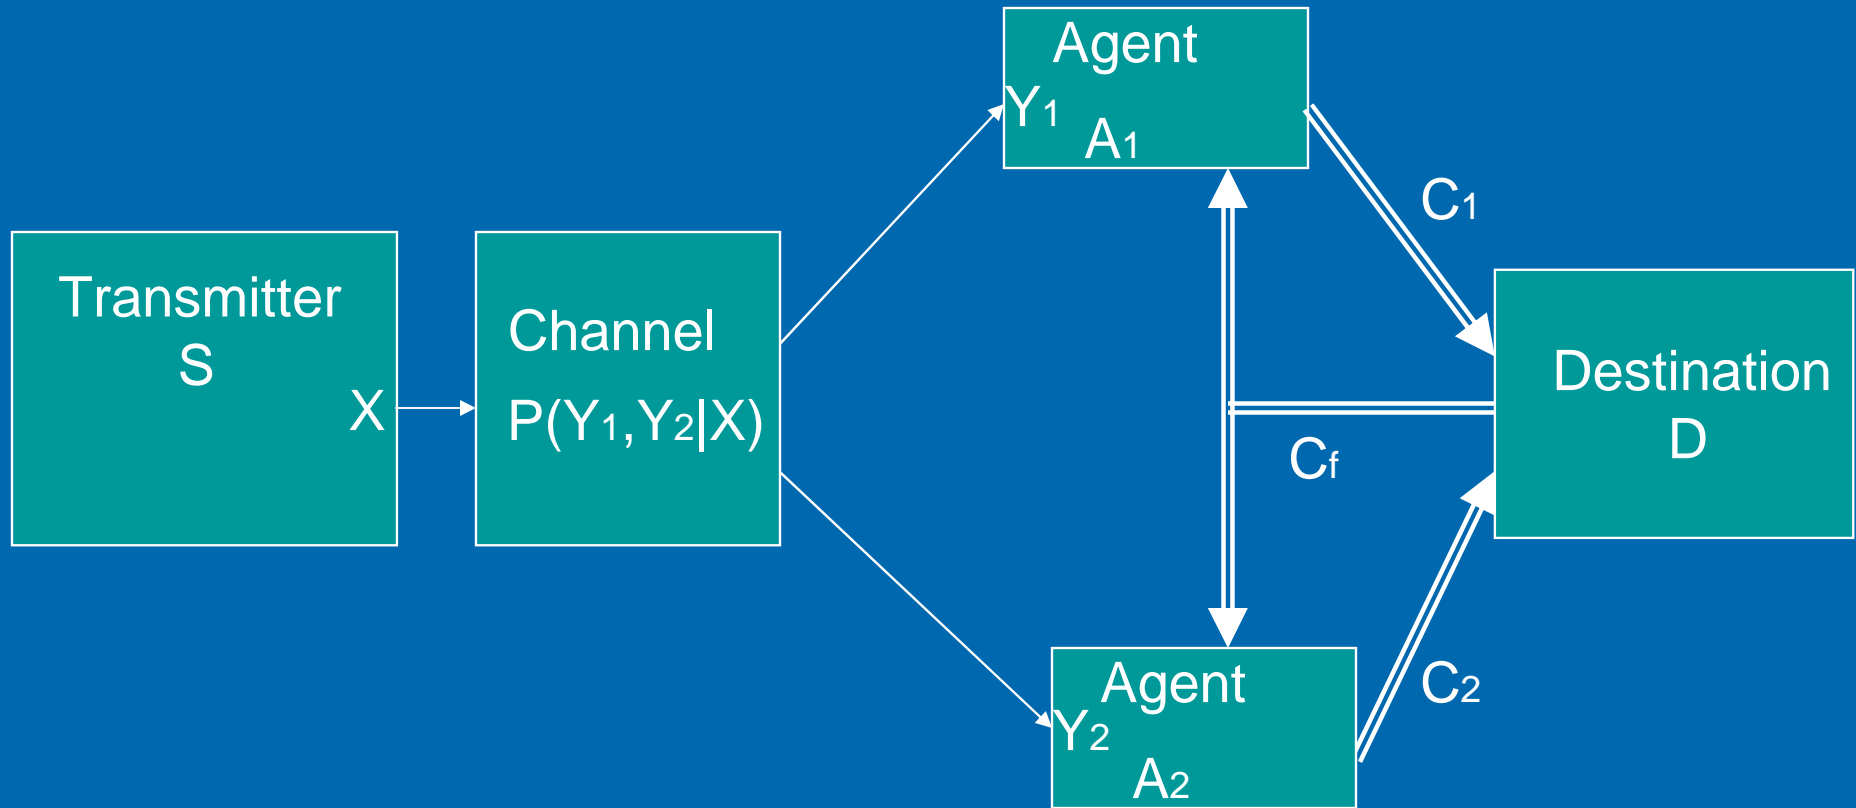 Transmitter
S
X
Channel
P(Y1,Y2|X)
Agent
Y1
A1
C1
Cf
Destination
D
Agent
Y2
A2
C2